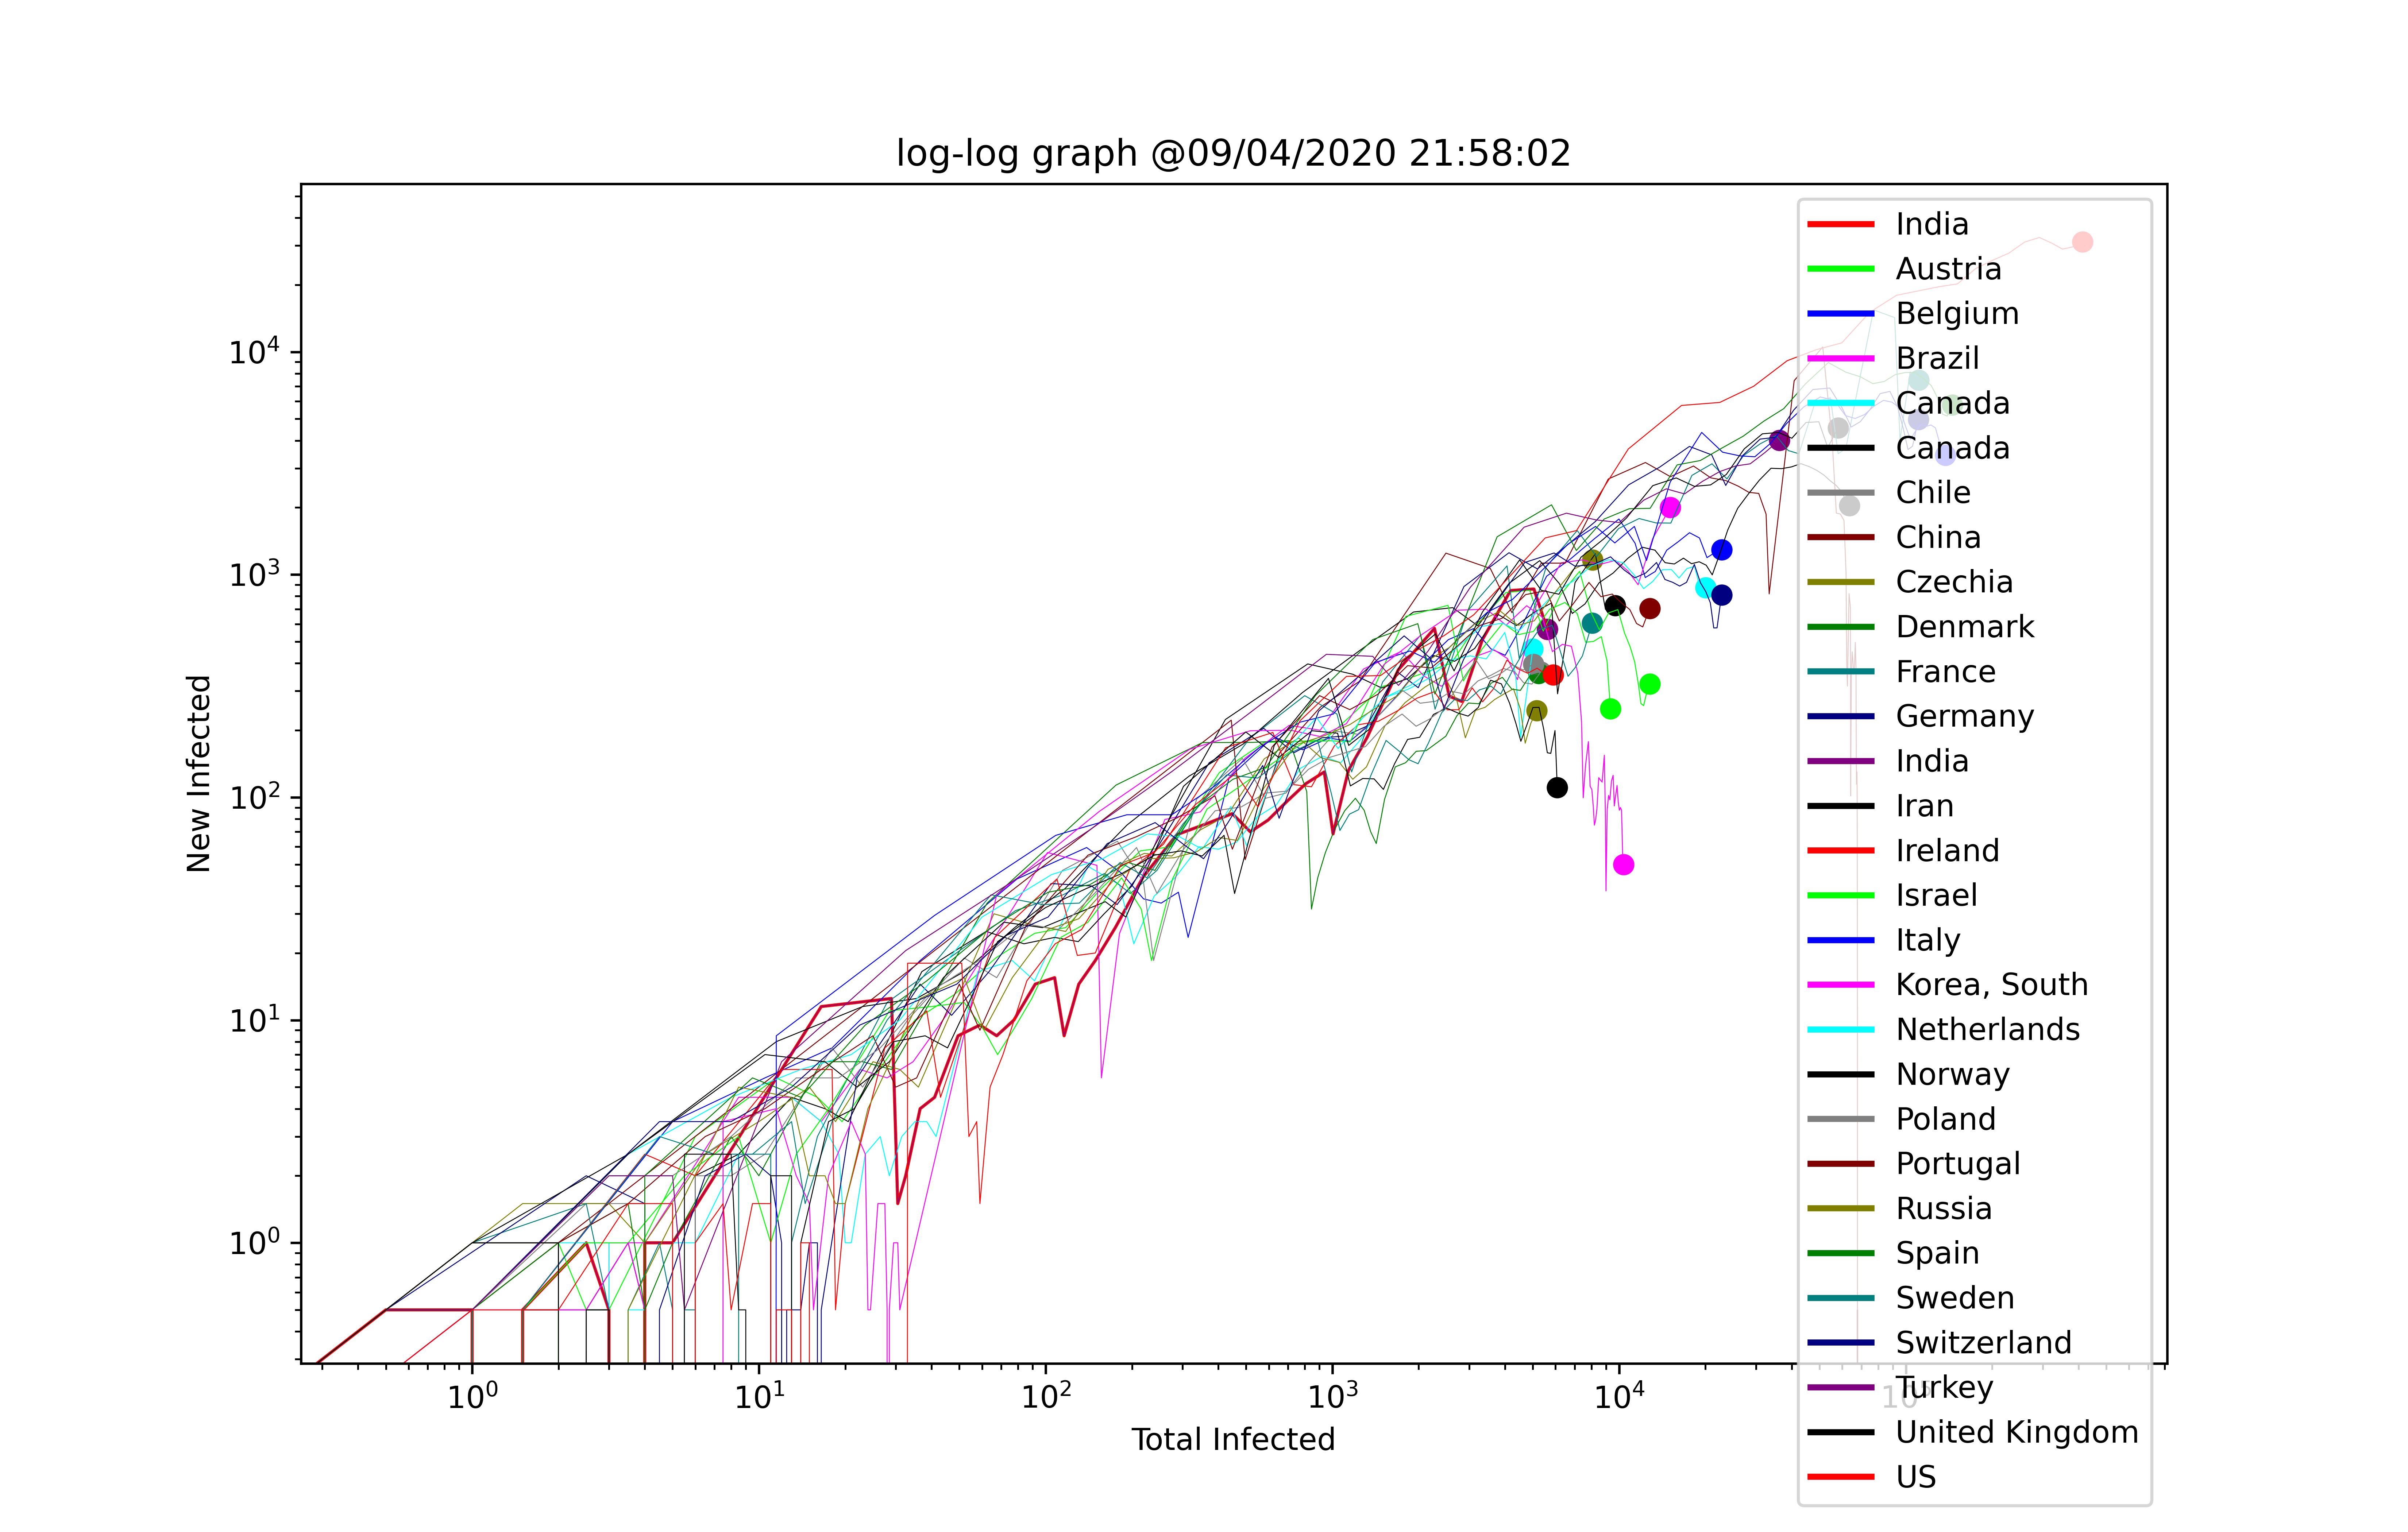 log-log graph @09/04/2020 21:58:02
New Infected
10⁴
10³
10²
10¹
10⁰
10⁰ 10¹ 10² 10³ 10⁴ 10⁵
Total Infected
India
Austria
Belgium
Brazil
Canada
Canada
Chile
China
Czechia
Denmark
France
Germany
India
Iran
Ireland
Israel
Italy
Korea, South
Netherlands
Norway
Poland
Portugal
Russia
Spain
Sweden
Switzerland
Turkey
United Kingdom
US